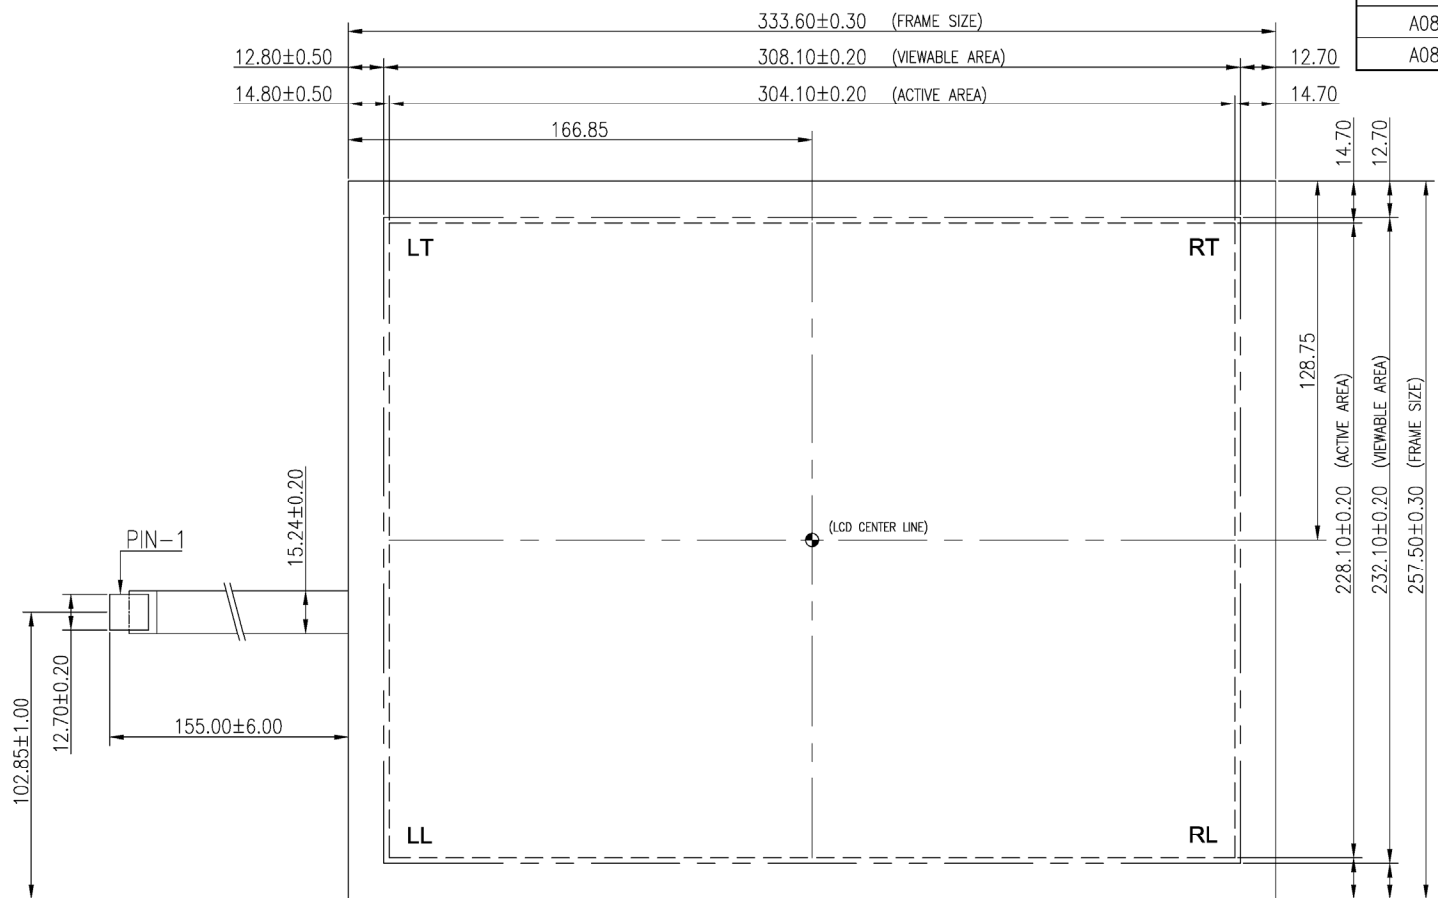 333.60±0.30 (FRAME SIZE)
A08
12.80±0.50 308.10±0.20 (VIEWABLE AREA) 12.70
A08
14.80±0.50 304.10±0.20 (ACTIVE AREA) 14.70
166.85
14.70
12.70
LT
RT
128.75
228.10±0.20 (ACTIVE AREA)
232.10±0.20 (VIEWABLE AREA)
257.50±0.30 (FRAME SIZE)
(LCD CENTER LINE)
PIN-1
15.24±0.20
12.70±0.20
102.85±1.00
155.00±6.00
LL
RL